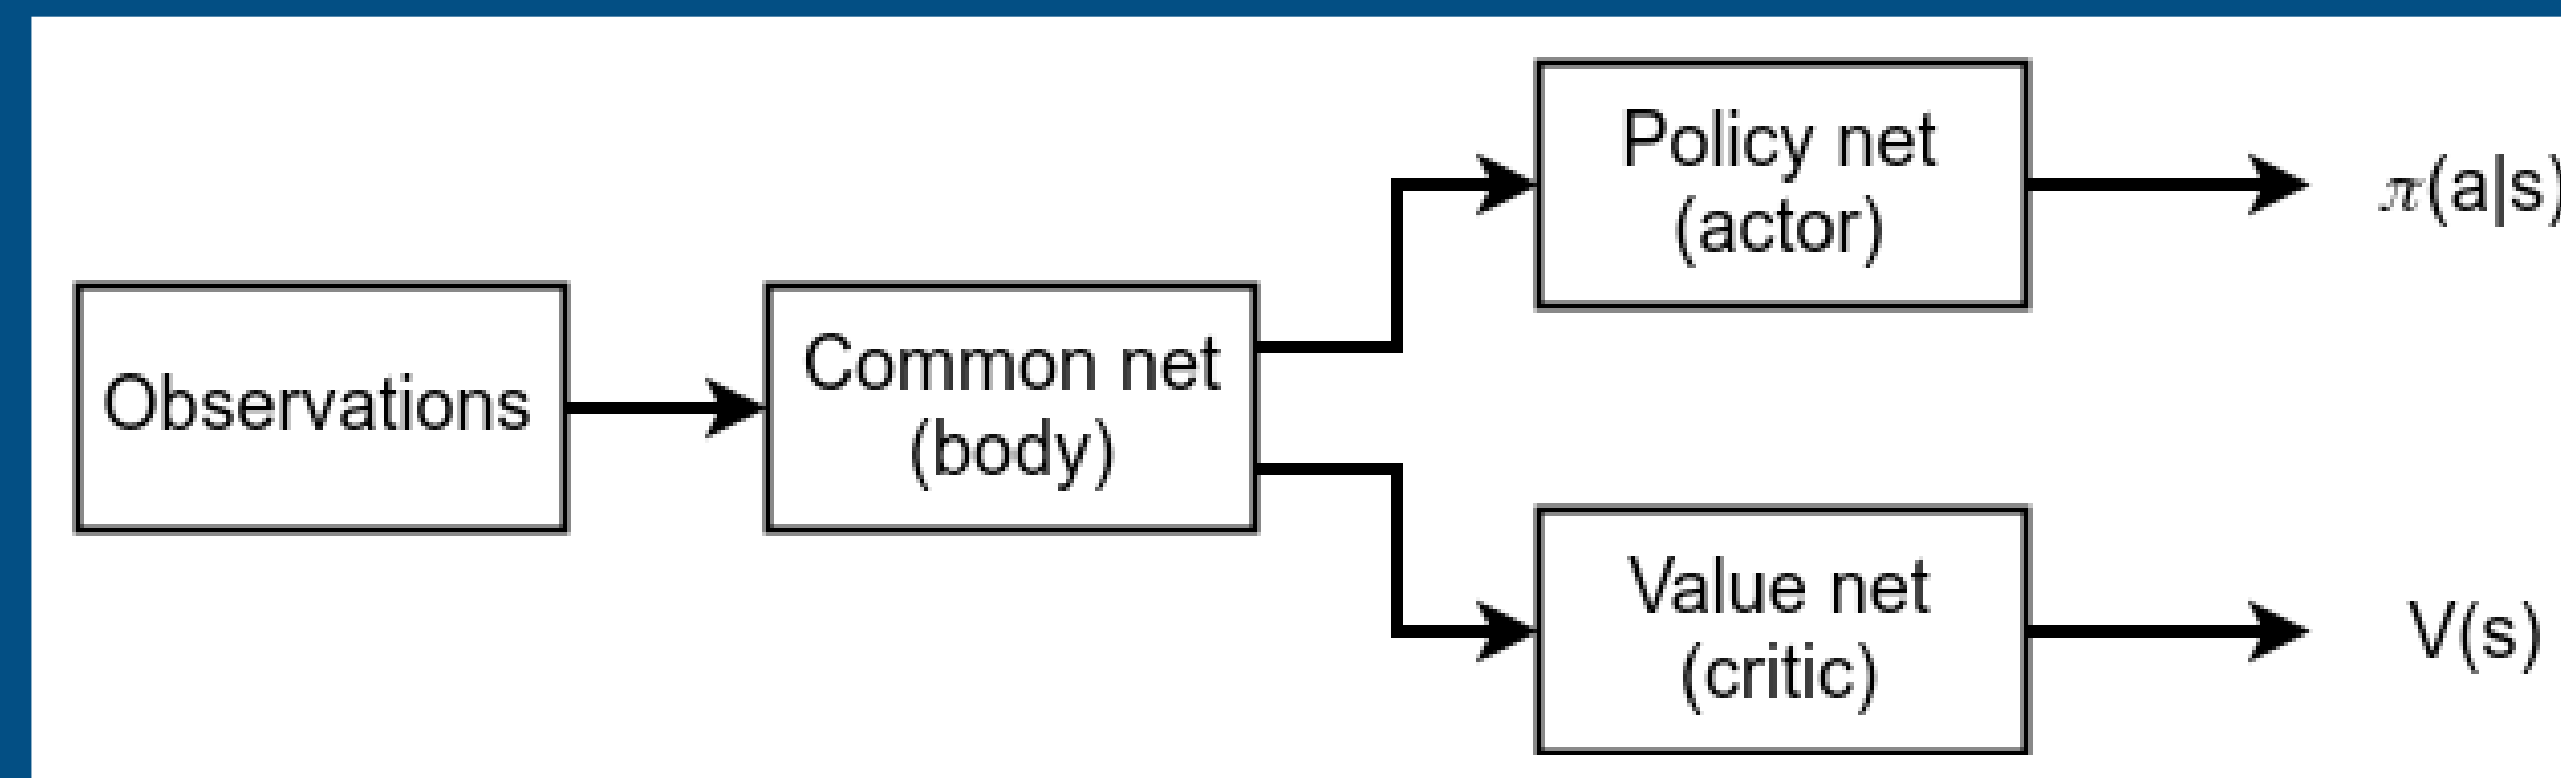 Observations
Common net
(body)
Policy net
(actor)
π(a|s)
Value net
(critic)
V(s)